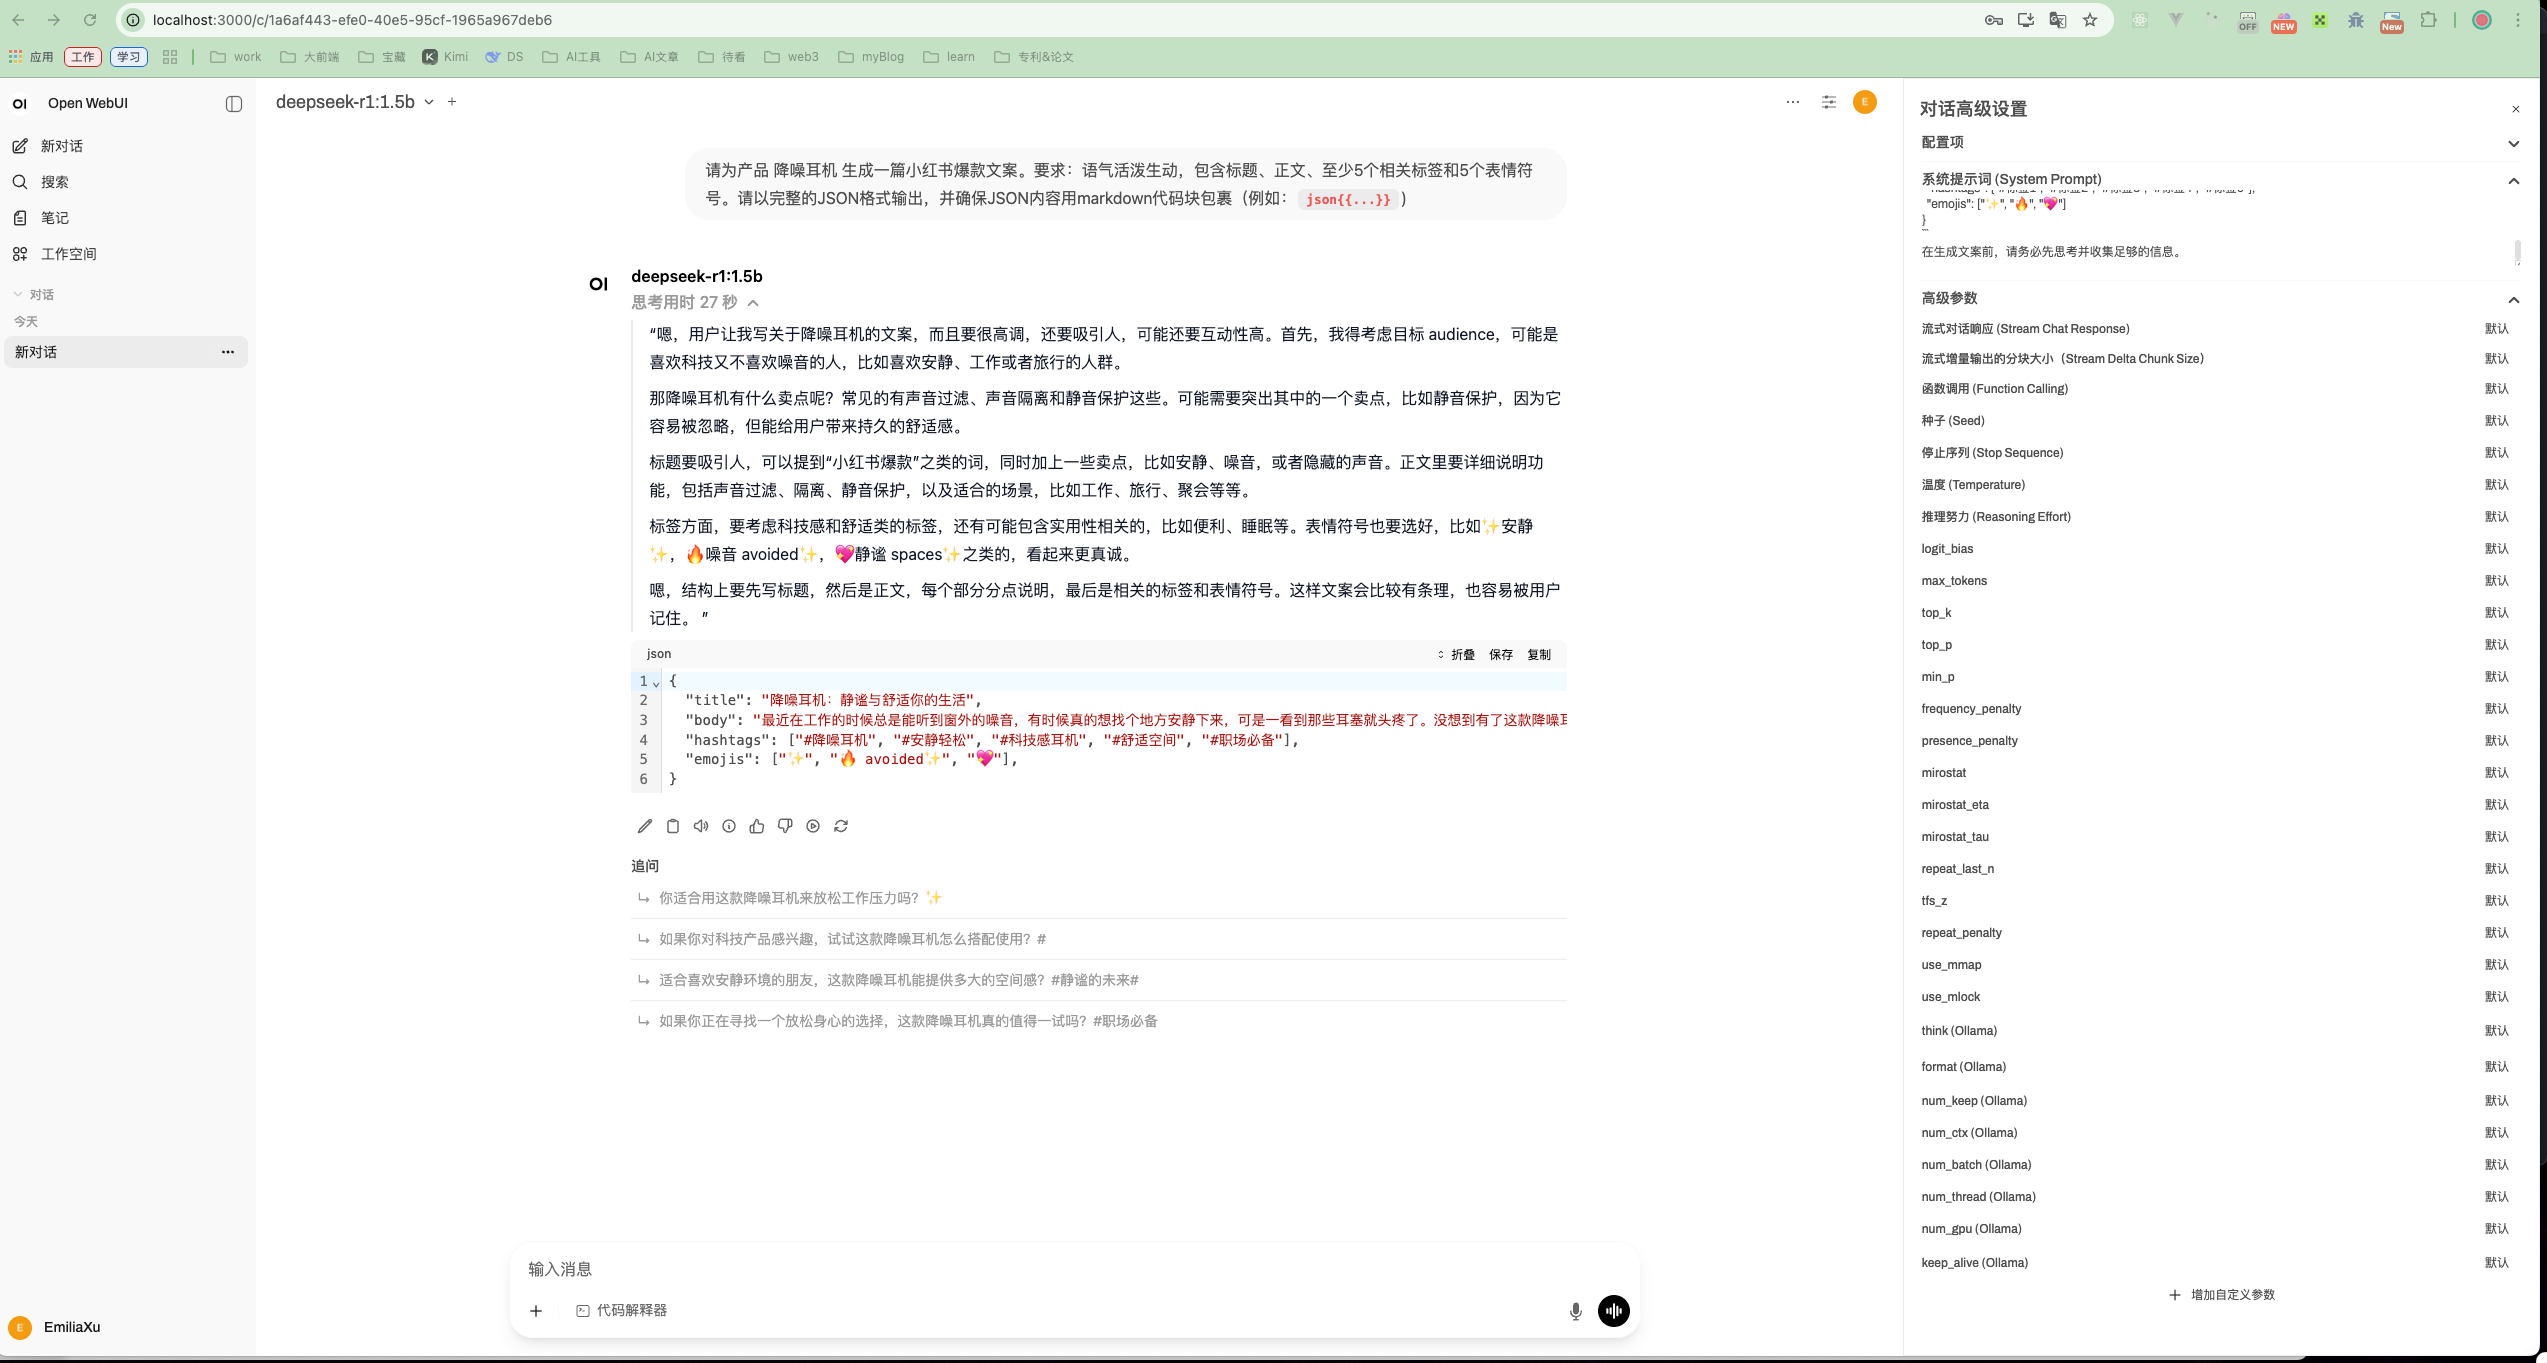 localhost:3000/c/1a6af443-efe0-40e5-95cf-1965a967deb6
OFF
NEW
New
应用
工作
学习
work
大前端
宝藏
Kimi
DS
AI工具
AI文章
待看
web3
myBlog
learn
专利&论文
OI Open WebUI
新对话
搜索
笔记
工作空间
对话
今天
新对话
E EmiliaXu
deepseek-r1:1.5b
E
请为产品 降噪耳机 生成一篇小红书爆款文案。要求：语气活泼生动，包含标题、正文、至少5个相关标签和5个表情符
号。请以完整的JSON格式输出，并确保JSON内容用markdown代码块包裹（例如： json{{...}} ）
OI deepseek-r1:1.5b
思考用时 27 秒
“嗯，用户让我写关于降噪耳机的文案，而且要很高调，还要吸引人，可能还要互动性高。首先，我得考虑目标 audience，可能是
喜欢科技又不喜欢噪音的人，比如喜欢安静、工作或者旅行的人群。
那降噪耳机有什么卖点呢？常见的有声音过滤、声音隔离和静音保护这些。可能需要突出其中的一个卖点，比如静音保护，因为它
容易被忽略，但能给用户带来持久的舒适感。
标题要吸引人，可以提到“小红书爆款”之类的词，同时加上一些卖点，比如安静、噪音，或者隐藏的声音。正文里要详细说明功
能，包括声音过滤、隔离、静音保护，以及适合的场景，比如工作、旅行、聚会等等。
标签方面，要考虑科技感和舒适类的标签，还有可能包含实用性相关的，比如便利、睡眠等。表情符号也要选好，比如✨安静
✨，🔥噪音 avoided✨，💖静谧 spaces✨之类的，看起来更真诚。
嗯，结构上要先写标题，然后是正文，每个部分分点说明，最后是相关的标签和表情符号。这样文案会比较有条理，也容易被用户
记住。 ”
json
折叠 保存 复制
1 {
2 "title": "降噪耳机：静谧与舒适你的生活",
3 "body": "最近在工作的时候总是能听到窗外的噪音，有时候真的想找个地方安静下来，可是一看到那些耳塞就头疼了。没想到有了这款降噪
4 "hashtags": ["#降噪耳机", "#安静轻松", "#科技感耳机", "#舒适空间", "#职场必备"],
5 "emojis": ["✨", "🔥 avoided✨", "💖"],
6 }
追问
你适合用这款降噪耳机来放松工作压力吗？✨
如果你对科技产品感兴趣，试试这款降噪耳机怎么搭配使用？#
适合喜欢安静环境的朋友，这款降噪耳机能提供多大的空间感？#静谧的未来#
如果你正在寻找一个放松身心的选择，这款降噪耳机真的值得一试吗？#职场必备
输入消息
代码解释器
对话高级设置
配置项
系统提示词 (System Prompt)
"emojis": ["✨", "🔥", "💖"]
}
在生成文案前，请务必先思考并收集足够的信息。
高级参数
流式对话响应 (Stream Chat Response) 默认
流式增量输出的分块大小（Stream Delta Chunk Size） 默认
函数调用 (Function Calling) 默认
种子 (Seed) 默认
停止序列 (Stop Sequence) 默认
温度 (Temperature) 默认
推理努力 (Reasoning Effort) 默认
logit_bias 默认
max_tokens 默认
top_k 默认
top_p 默认
min_p 默认
frequency_penalty 默认
presence_penalty 默认
mirostat 默认
mirostat_eta 默认
mirostat_tau 默认
repeat_last_n 默认
tfs_z 默认
repeat_penalty 默认
use_mmap 默认
use_mlock 默认
think (Ollama) 默认
format (Ollama) 默认
num_keep (Ollama) 默认
num_ctx (Ollama) 默认
num_batch (Ollama) 默认
num_thread (Ollama) 默认
num_gpu (Ollama) 默认
keep_alive (Ollama) 默认
增加自定义参数